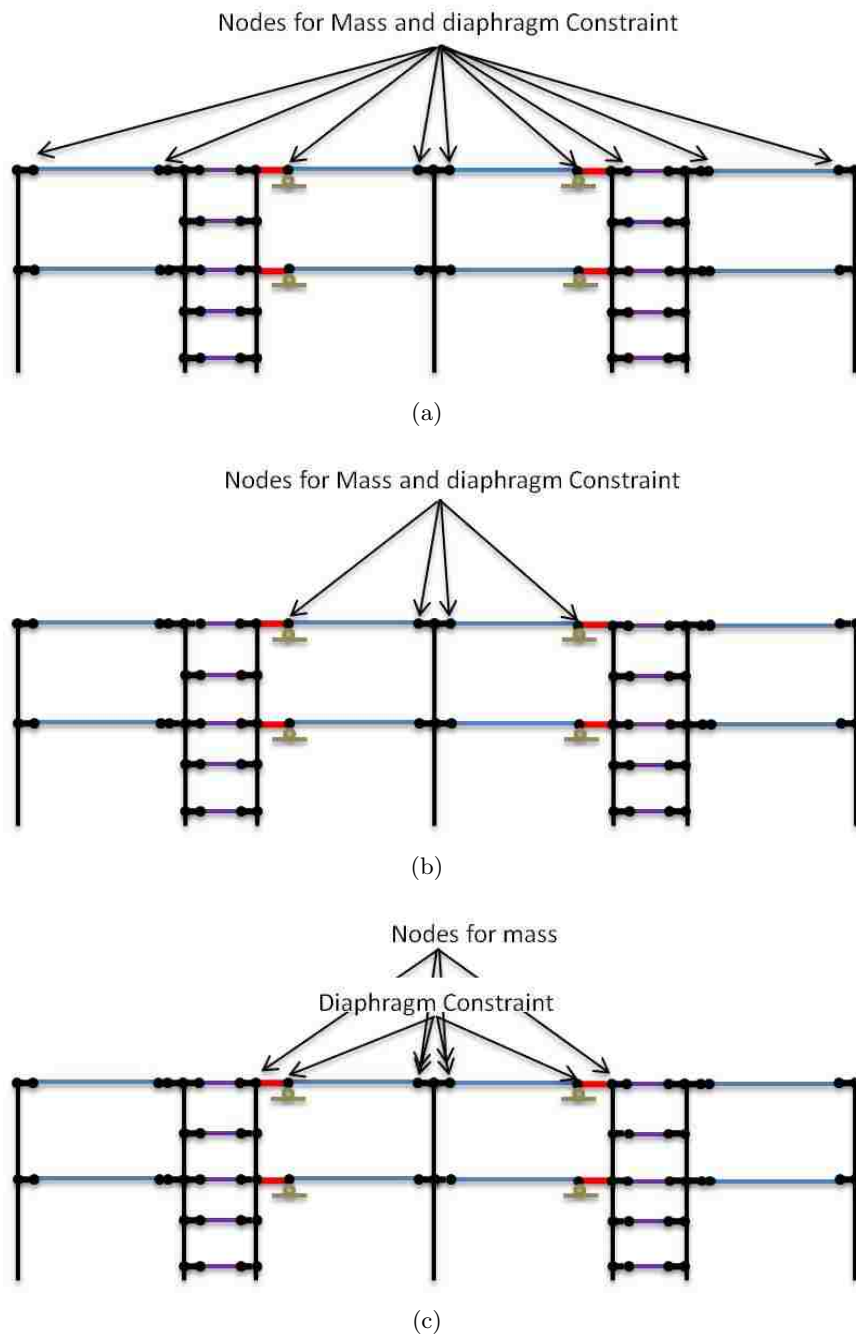 Nodes for Mass and diaphragm Constraint
(a)
Nodes for Mass and diaphragm Constraint
(b)
Nodes for mass
Diaphragm Constraint
(c)